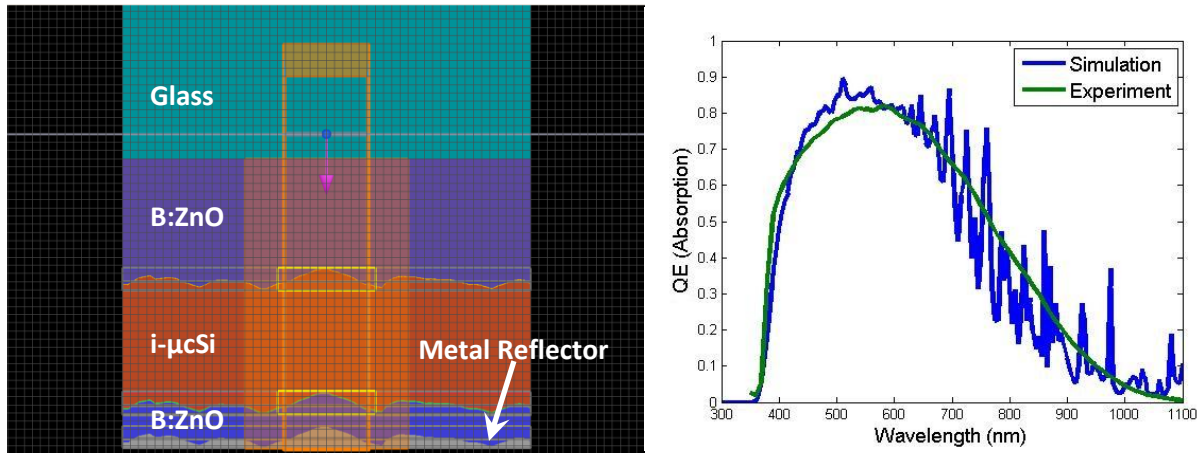 Glass
B:ZnO
i-µcSi
Metal Reflector
B:ZnO
QE (Absorption)
1
0.9
0.8
0.7
0.6
0.5
0.4
0.3
0.2
0.1
0
300 400 500 600 700 800 900 1000 1100
Wavelength (nm)
Simulation
Experiment